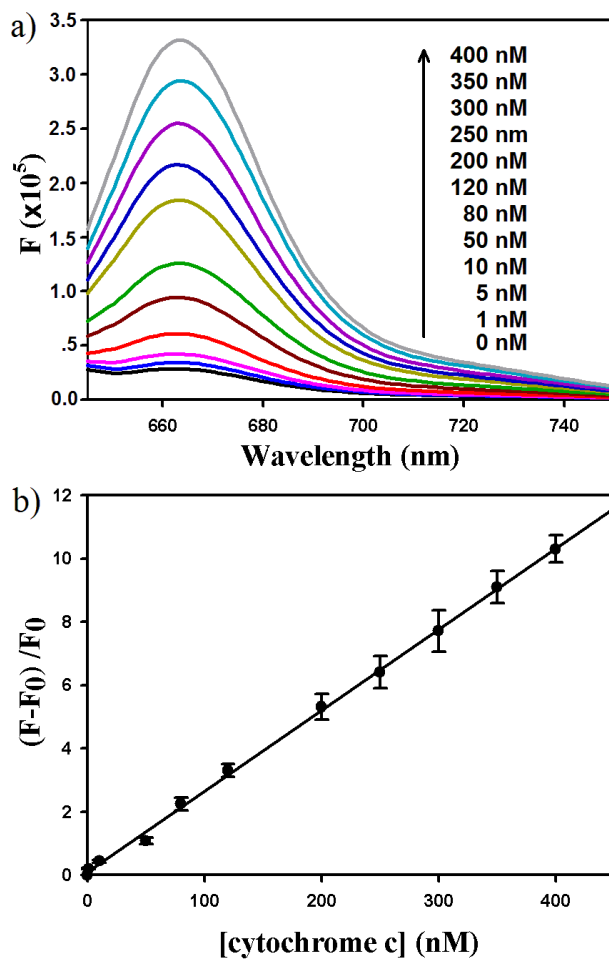 a)
3.5
3.0
2.5
2.0
1.5
1.0
.5
0.0
F (x10⁵)
400 nM
350 nM
300 nM
250 nm
200 nM
120 nM
80 nM
50 nM
10 nM
5 nM
1 nM
0 nM
660 680 700 720 740
Wavelength (nm)
b)
12
10
8
6
4
2
0
(F-F0) /F0
0 100 200 300 400
[cytochrome c] (nM)